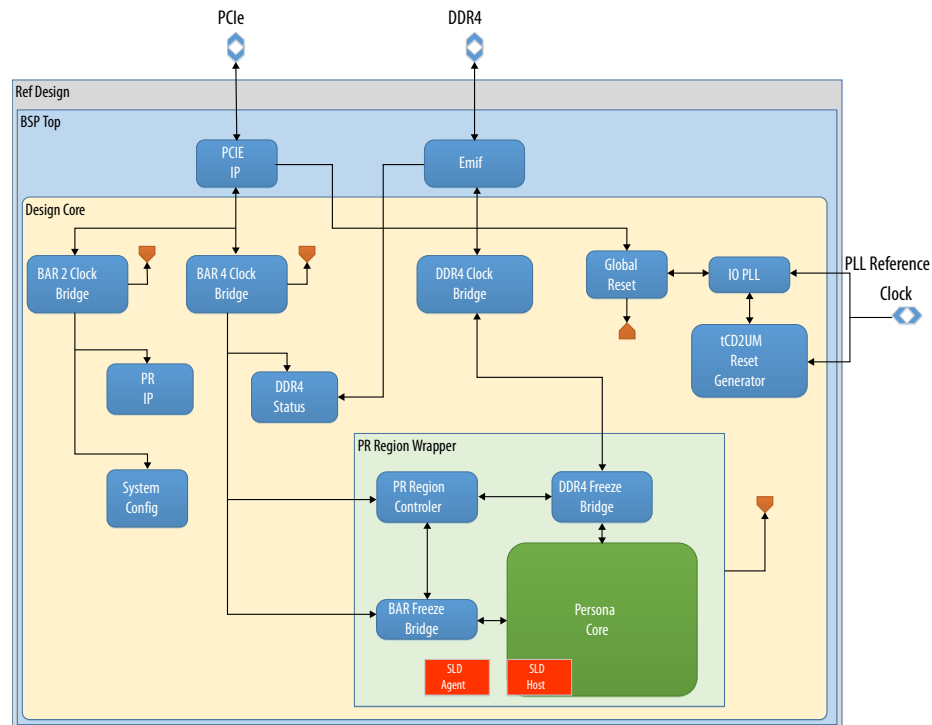 PCIe
DDR4
Ref Design
BSP Top
PCIE
IP
Emif
Design Core
BAR 2 Clock
Bridge
BAR 4 Clock
Bridge
DDR4 Clock
Bridge
Global
Reset
IO PLL
PLL Reference
Clock
tCD2UM
Reset
Generator
PR
IP
DDR4
Status
PR Region Wrapper
System
Config
PR Region
Controler
DDR4 Freeze
Bridge
Persona
Core
BAR Freeze
Bridge
SLD
Agent
SLD
Host